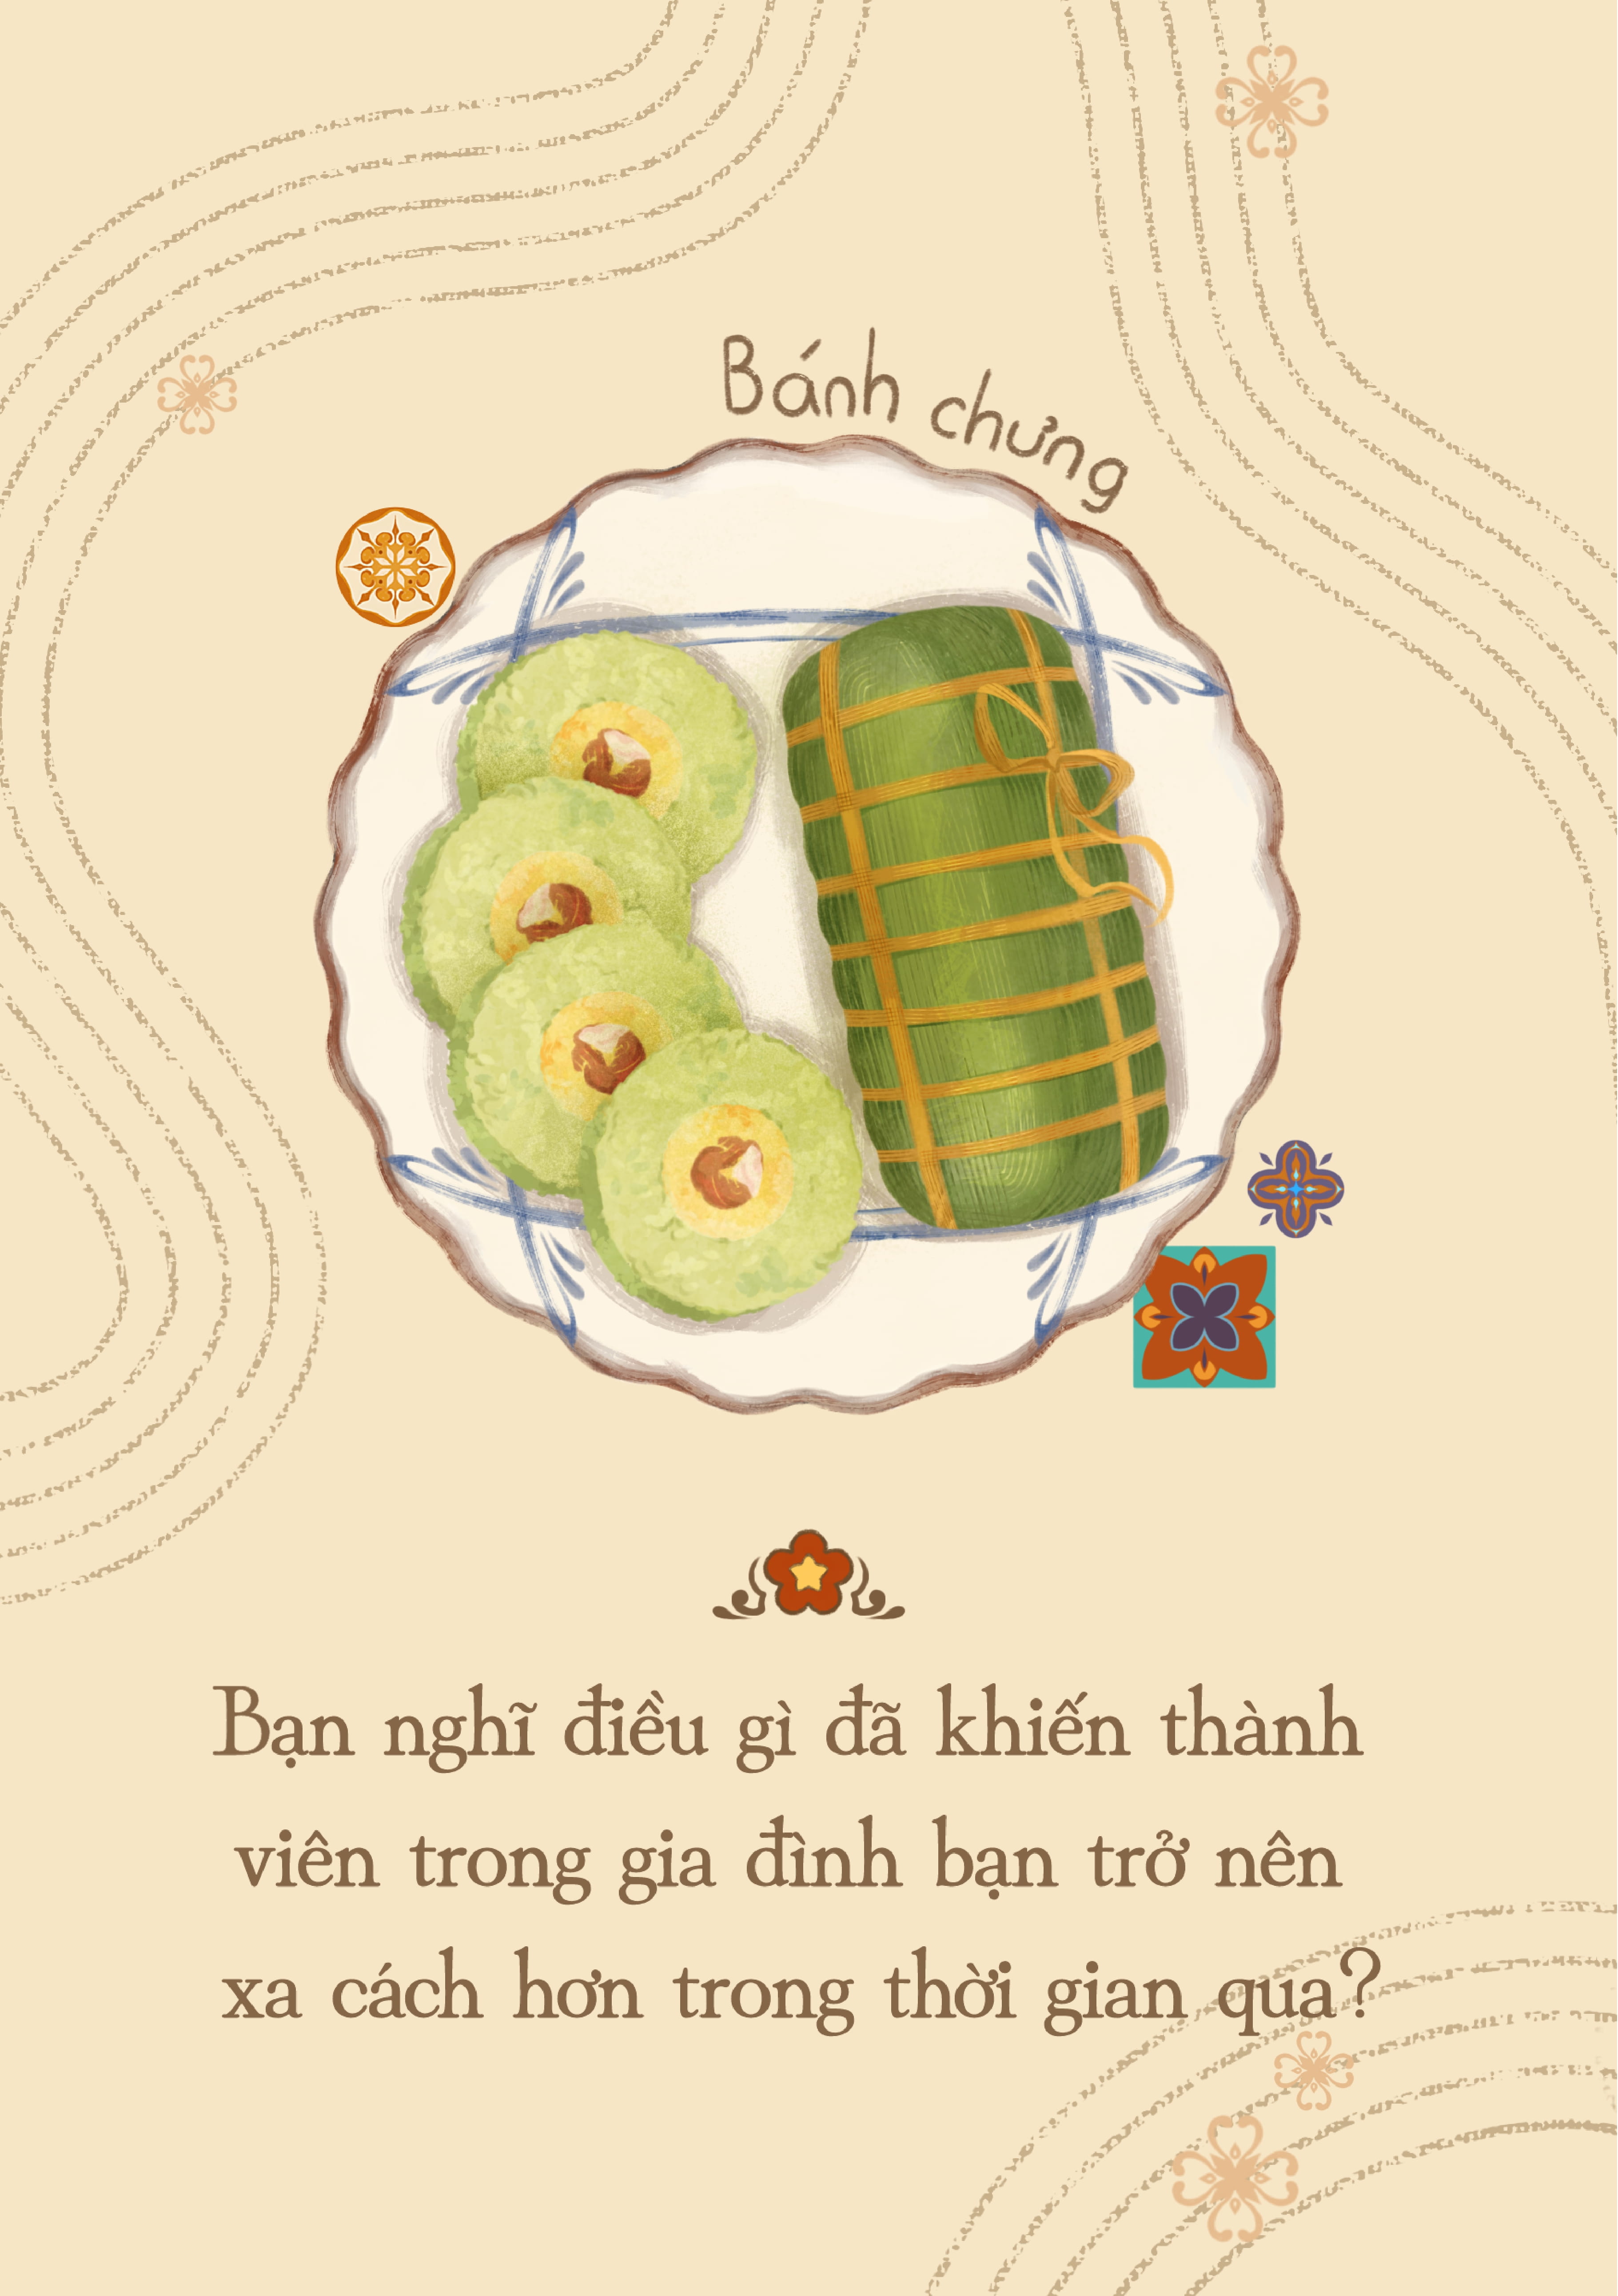 Bánh chưng
Bạn nghĩ điều gì đã khiến thành
viên trong gia đình bạn trở nên
xa cách hơn trong thời gian qua?